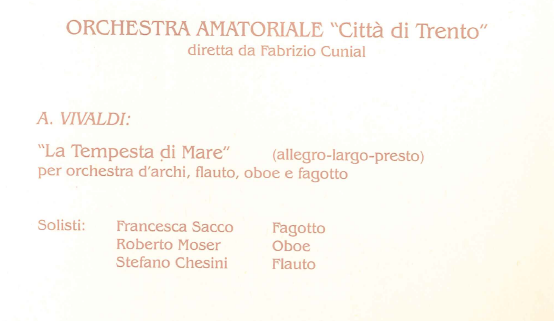 ORCHESTRA AMATORIALE "Città di Trento"
diretta da Fabrizio Cunial
A. VIVALDI:
"La Tempesta di Mare" (allegro-largo-presto)
per orchestra d'archi, flauto, oboe e fagotto
Solisti: Francesca Sacco Fagotto
Roberto Moser Oboe
Stefano Chesini Flauto